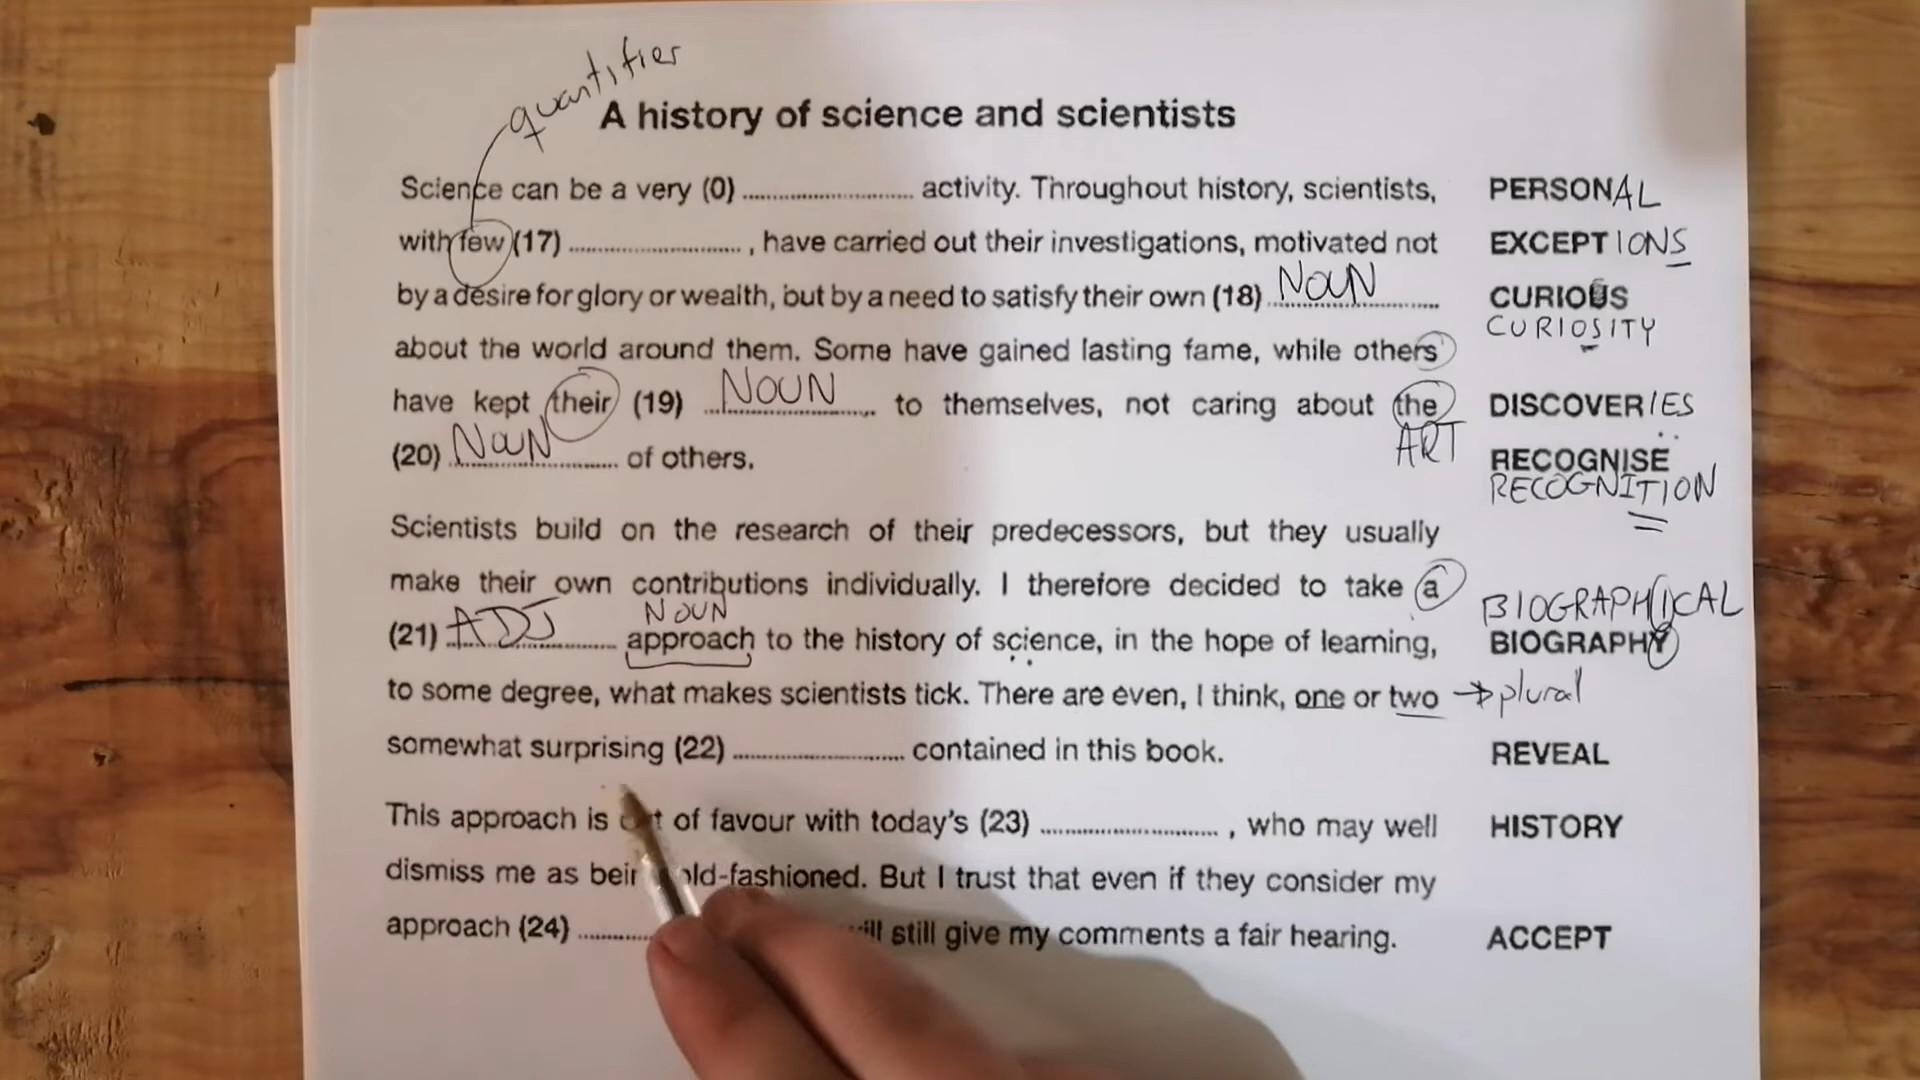 quantifier
A history of science and scientists
Science can be a very (0) .............................. activity. Throughout history, scientists, PERSONAL
with few (17) .............................. , have carried out their investigations, motivated not EXCEPTIONS
by a desire for glory or wealth, but by a need to satisfy their own (18) NOUN CURIOUS
CURIOSITY
about the world around them. Some have gained lasting fame, while others
have kept their (19) NOUN to themselves, not caring about the DISCOVERIES
ART
(20) NOUN of others. RECOGNISE
RECOGNITION
Scientists build on the research of their predecessors, but they usually
make their own contributions individually. I therefore decided to take a BIOGRAPHICAL
NOUN
(21) ADJ approach to the history of science, in the hope of learning, BIOGRAPHY
to some degree, what makes scientists tick. There are even, I think, one or two → plural
somewhat surprising (22) .............................. contained in this book. REVEAL
This approach is of favour with today's (23) .............................. , who may well HISTORY
dismiss me as old-fashioned. But I trust that even if they consider my
approach (24) ............ still give my comments a fair hearing. ACCEPT